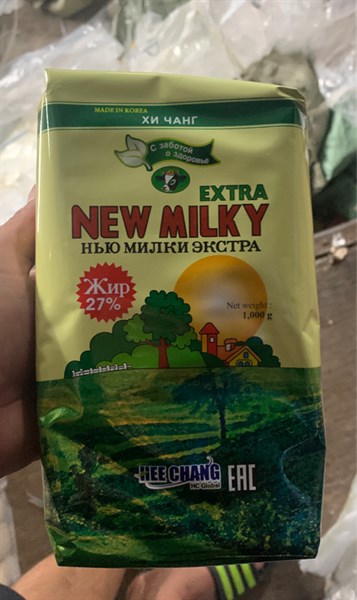 MADE IN KOREA
ХИ ЧАНГ
С заботой
о здоровье
EXTRA
NEW MILKY
НЬЮ МИЛКИ ЭКСТРА
Жир
27%
Net weight :
1,000 g
HEE CHANG
HC Global
EAC